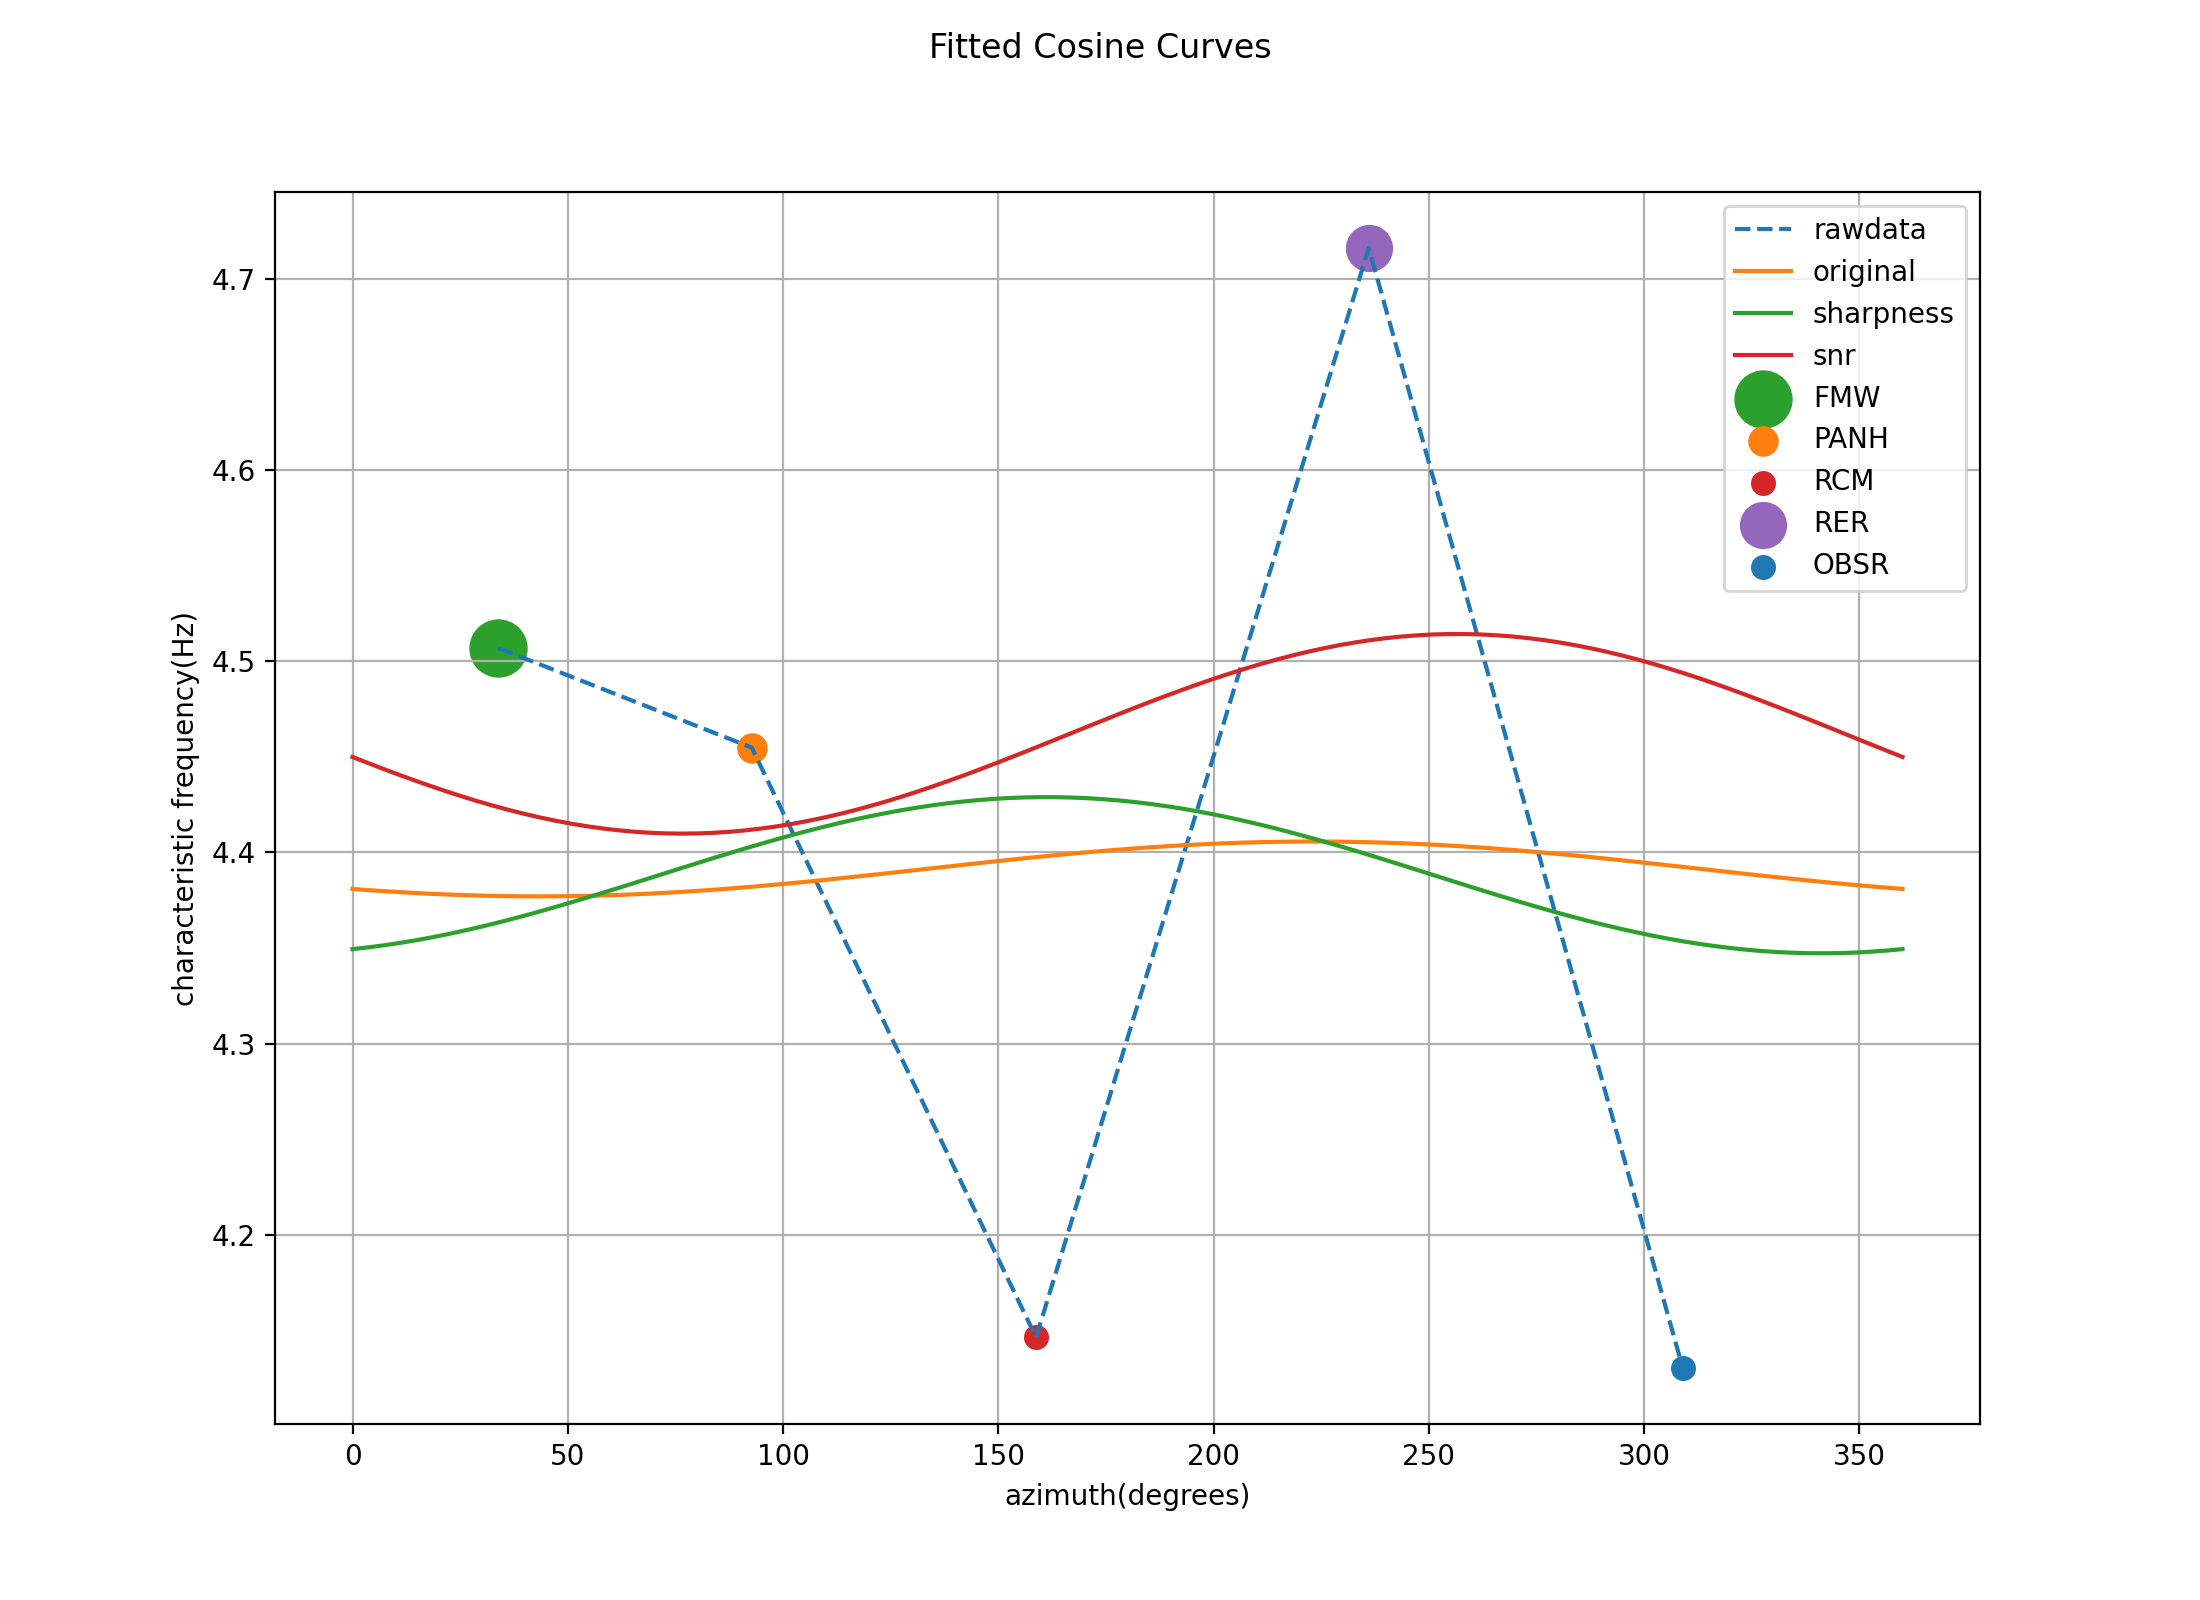 Fitted Cosine Curves
rawdata
original
sharpness
snr
FMW
PANH
RCM
RER
OBSR
4.7
4.6
4.5
4.4
4.3
4.2
characteristic frequency(Hz)
0 50 100 150 200 250 300 350
azimuth(degrees)